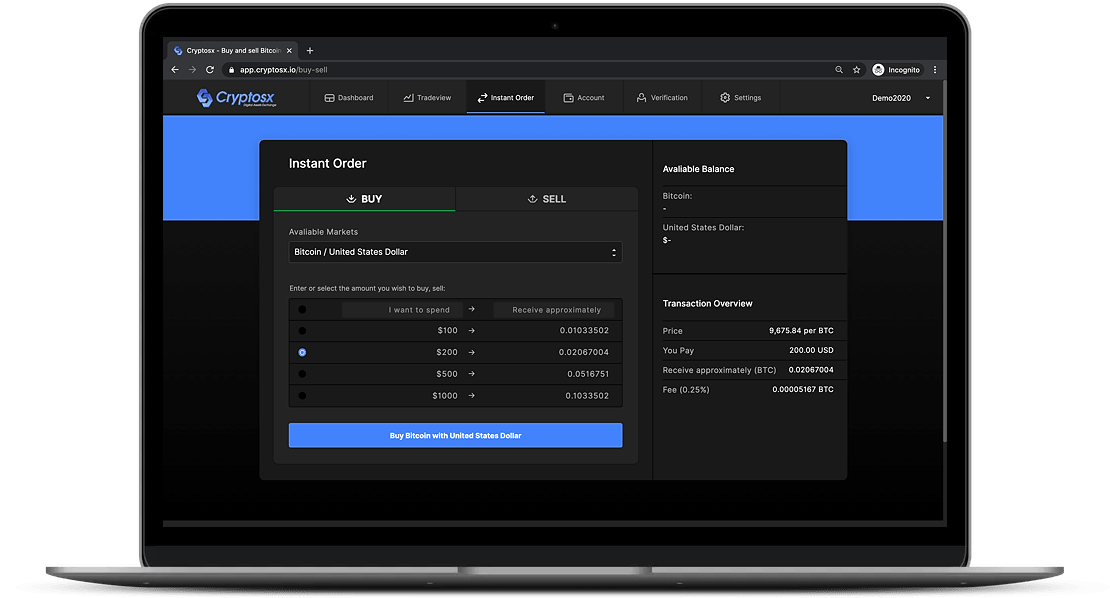 Cryptosx - Buy and sell Bitcoin
app.cryptosx.io/buy-sell
Incognito
Cryptosx
Digital Asset Exchange
Dashboard
Tradeview
Instant Order
Account
Verification
Settings
Demo2020
Instant Order
BUY
SELL
Avaliable Markets
Bitcoin / United States Dollar
Enter or select the amount you wish to buy, sell:
I want to spend → Receive approximately
$100 → 0.01033502
$200 → 0.02067004
$500 → 0.0516751
$1000 → 0.1033502
Buy Bitcoin with United States Dollar
Avaliable Balance
Bitcoin:
-
United States Dollar:
$-
Transaction Overview
Price 9,675.84 per BTC
You Pay 200.00 USD
Receive approximately (BTC) 0.02067004
Fee (0.25%) 0.00005167 BTC